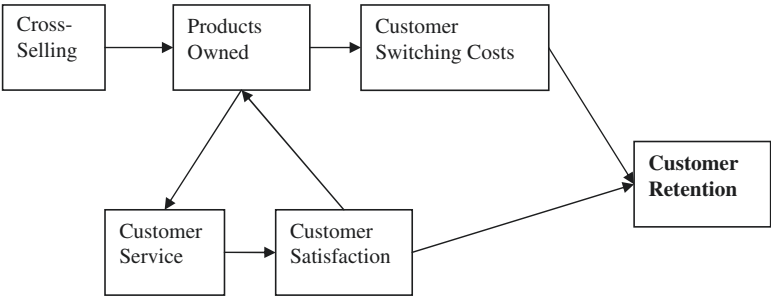 Cross-
Selling
Products
Owned
Customer
Switching Costs
Customer
Retention
Customer
Service
Customer
Satisfaction